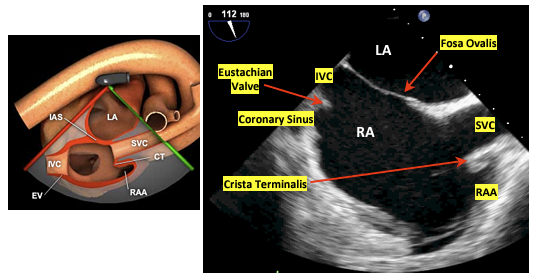 0 112 180
P
LA
Fosa Ovalis
Eustachian
Valve
IVC
Coronary Sinus
RA
SVC
Crista Terminalis
RAA
IAS
LA
SVC
IVC
CT
EV
RAA